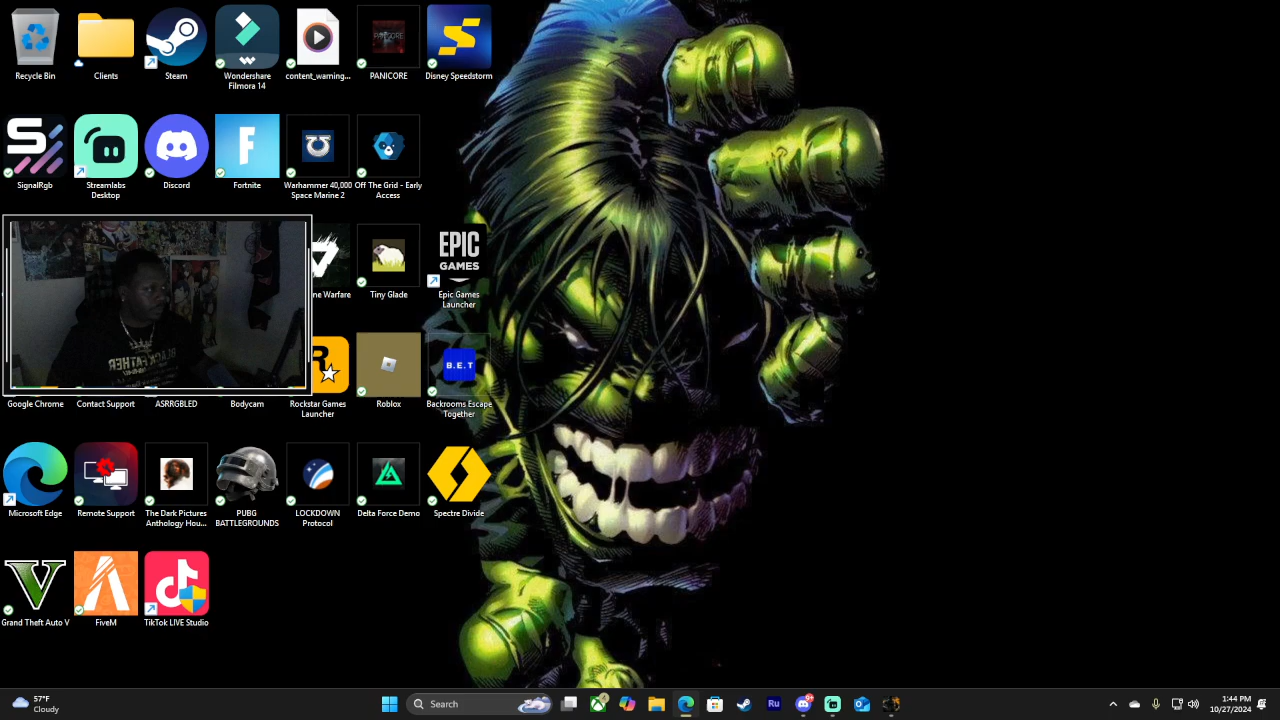 Recycle Bin
Clients
Steam
Wondershare
Filmora 14
content_warning...
PANICORE
Disney Speedstorm
SignalRgb
Streamlabs
Desktop
Discord
Fortnite
Warhammer 40,000
Space Marine 2
Off The Grid - Early
Access
BLACK FATHER
ne Warfare
Tiny Glade
EPIC
GAMES
Epic Games
Launcher
Google Chrome
Contact Support
ASRRGBLED
Bodycam
Rockstar Games
Launcher
Roblox
B.E.T
Backrooms Escape
Together
Microsoft Edge
Remote Support
The Dark Pictures
Anthology Hou...
PUBG
BATTLEGROUNDS
LOCKDOWN
Protocol
Delta Force Demo
Spectre Divide
Grand Theft Auto V
FiveM
TikTok LIVE Studio
57°F
Cloudy
Search
4
Ru
9+
1:44 PM
10/27/2024